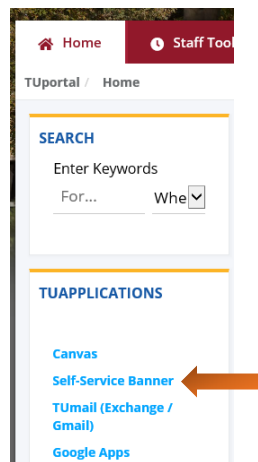 Home Staff Tool
TUportal / Home
SEARCH
Enter Keywords
For... Whe
TUAPPLICATIONS
Canvas
Self-Service Banner
TUmail (Exchange /
Gmail)
Google Apps